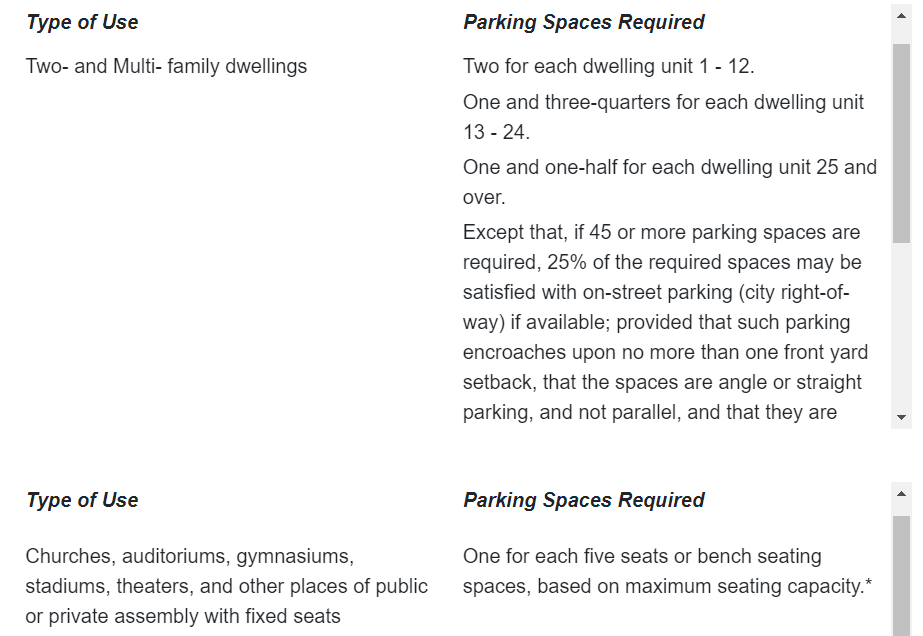 Type of Use
Parking Spaces Required
Two- and Multi- family dwellings
Two for each dwelling unit 1 - 12.
One and three-quarters for each dwelling unit
13 - 24.
One and one-half for each dwelling unit 25 and
over.
Except that, if 45 or more parking spaces are
required, 25% of the required spaces may be
satisfied with on-street parking (city right-of-
way) if available; provided that such parking
encroaches upon no more than one front yard
setback, that the spaces are angle or straight
parking, and not parallel, and that they are
Type of Use
Parking Spaces Required
Churches, auditoriums, gymnasiums,
stadiums, theaters, and other places of public
or private assembly with fixed seats
One for each five seats or bench seating
spaces, based on maximum seating capacity.*